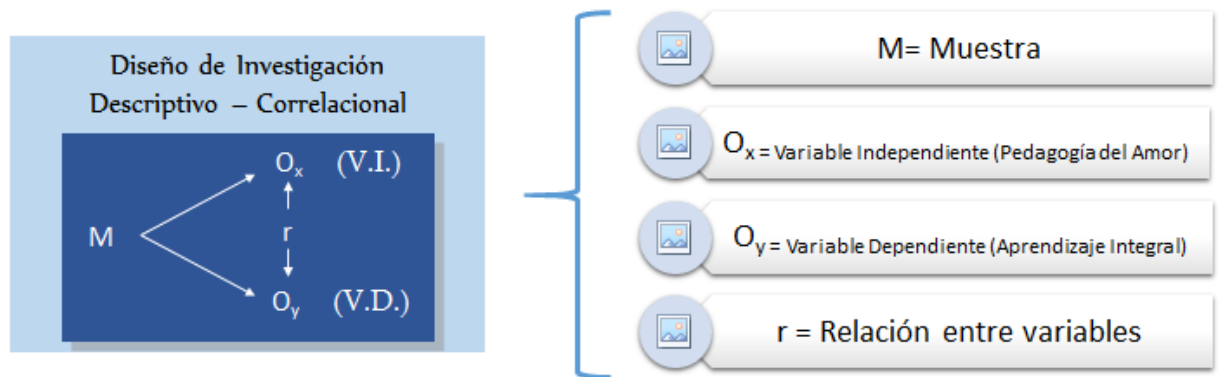 Diseño de Investigación
Descriptivo – Correlacional
Ox (V.I.)
M
r
Oy (V.D.)
M= Muestra
Ox = Variable Independiente (Pedagogía del Amor)
Oy = Variable Dependiente (Aprendizaje Integral)
r = Relación entre variables